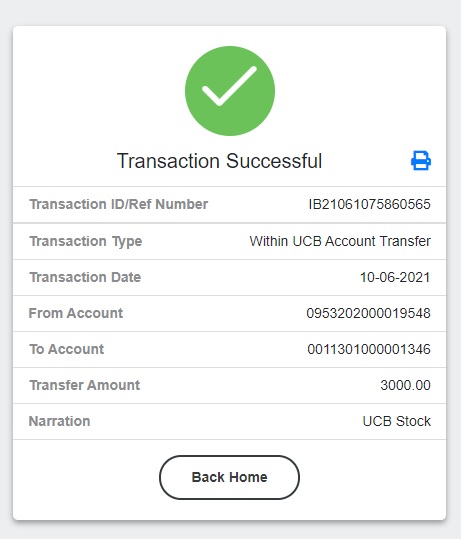 Transaction Successful
Transaction ID/Ref Number IB21061075860565
Transaction Type Within UCB Account Transfer
Transaction Date 10-06-2021
From Account 0953202000019548
To Account 0011301000001346
Transfer Amount 3000.00
Narration UCB Stock
Back Home